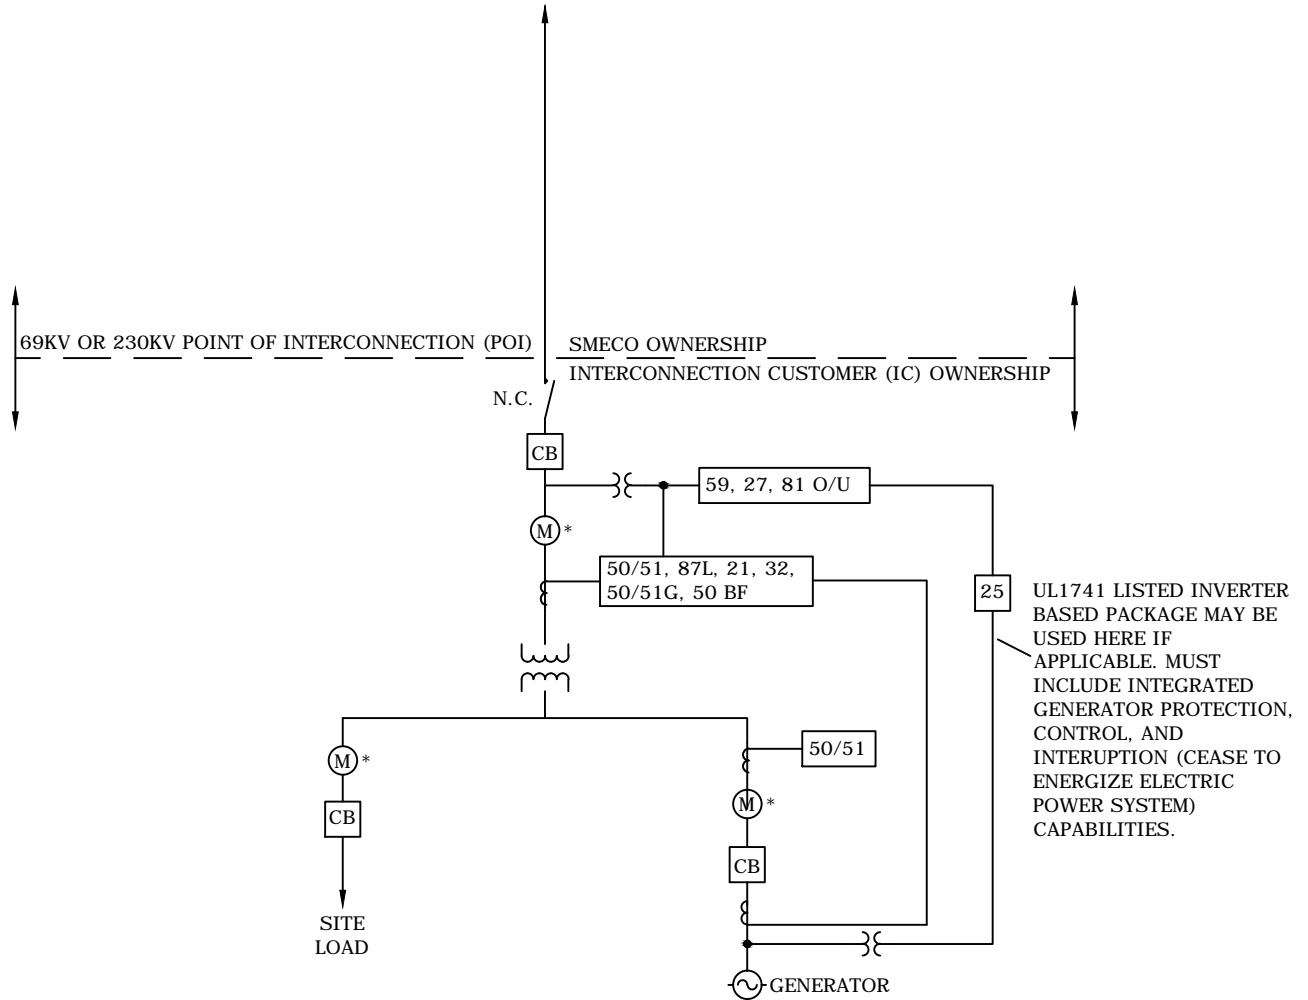 69KV OR 230KV POINT OF INTERCONNECTION (POI)
SMECO OWNERSHIP
INTERCONNECTION CUSTOMER (IC) OWNERSHIP
N.C.
CB
59, 27, 81 O/U
M *
50/51, 87L, 21, 32,
50/51G, 50 BF
25
UL1741 LISTED INVERTER
BASED PACKAGE MAY BE
USED HERE IF
APPLICABLE. MUST
INCLUDE INTEGRATED
GENERATOR PROTECTION,
CONTROL, AND
INTERUPTION (CEASE TO
ENERGIZE ELECTRIC
POWER SYSTEM)
CAPABILITIES.
50/51
M *
M *
CB
CB
SITE
LOAD
GENERATOR